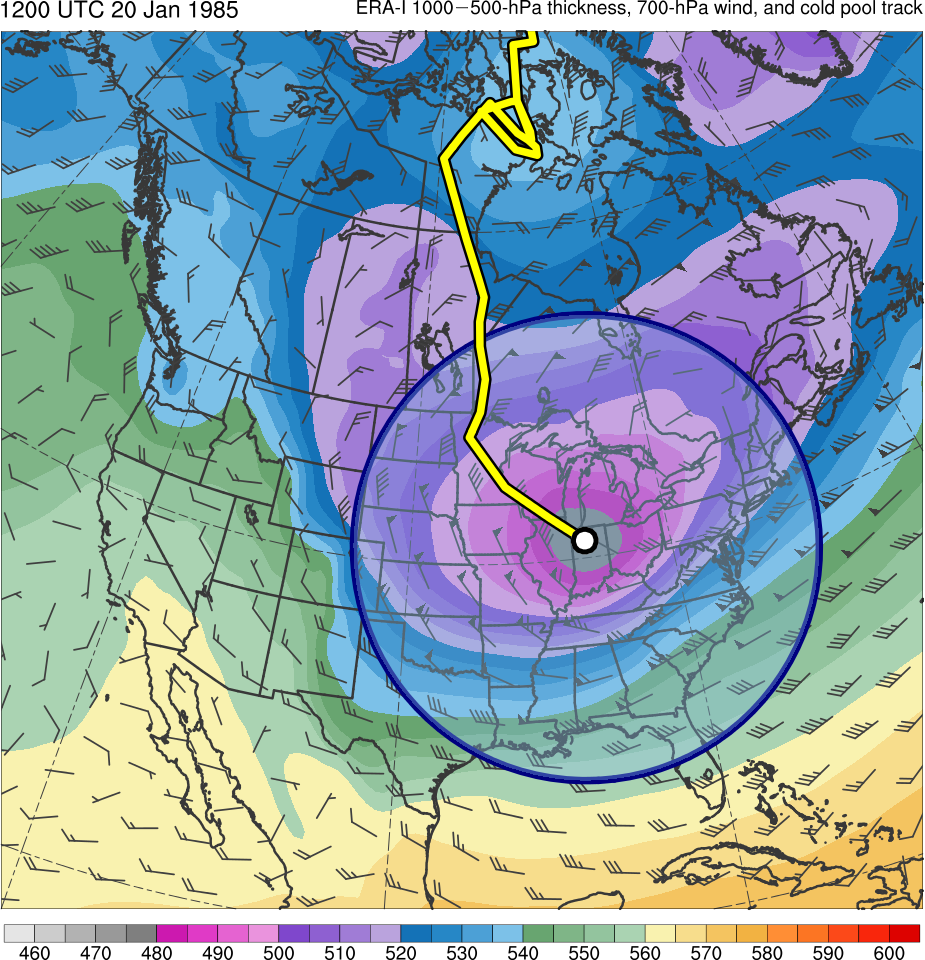 1200 UTC 20 Jan 1985
ERA-I 1000−500-hPa thickness, 700-hPa wind, and cold pool track
460 470 480 490 500 510 520 530 540 550 560 570 580 590 600